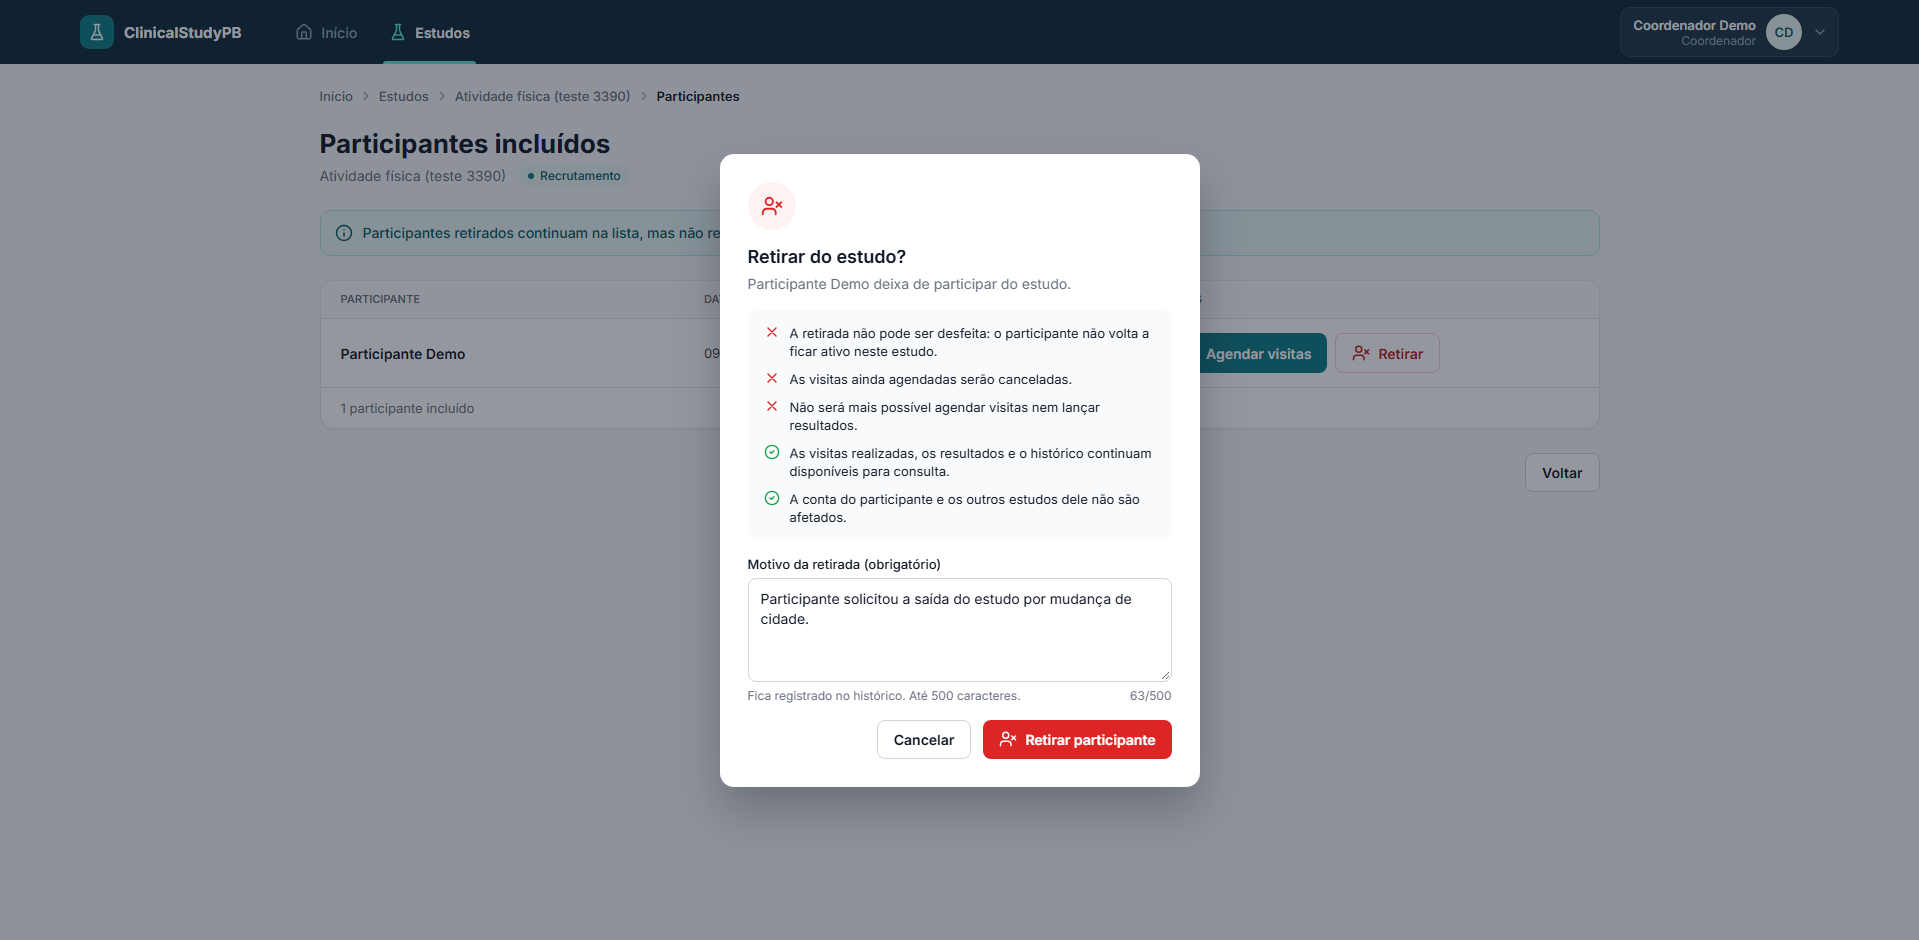 ClinicalStudyPB
Início
Estudos
Coordenador Demo
Coordenador
CD
Início > Estudos > Atividade física (teste 3390) > Participantes
Participantes incluídos
Atividade física (teste 3390)
Recrutamento
Participantes retirados continuam na lista, mas não re
PARTICIPANTE
Participante Demo
09
Agendar visitas
Retirar
1 participante incluído
Voltar
Retirar do estudo?
Participante Demo deixa de participar do estudo.
A retirada não pode ser desfeita: o participante não volta a
ficar ativo neste estudo.
As visitas ainda agendadas serão canceladas.
Não será mais possível agendar visitas nem lançar
resultados.
As visitas realizadas, os resultados e o histórico continuam
disponíveis para consulta.
A conta do participante e os outros estudos dele não são
afetados.
Motivo da retirada (obrigatório)
Participante solicitou a saída do estudo por mudança de
cidade.
Fica registrado no histórico. Até 500 caracteres.
63/500
Cancelar
Retirar participante